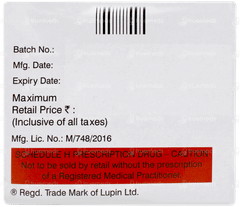 Batch No.:
Mfg. Date:
Expiry Date:
Maximum
Retail Price ₹ :
(Inclusive of all taxes)
Mfg. Lic. No.: M/748/2016
SCHEDULE H PRESCRIPTION DRUG - CAUTION
Not to be sold by retail without the prescription
of a Registered Medical Practitioner.
® Regd. Trade Mark of Lupin Ltd.